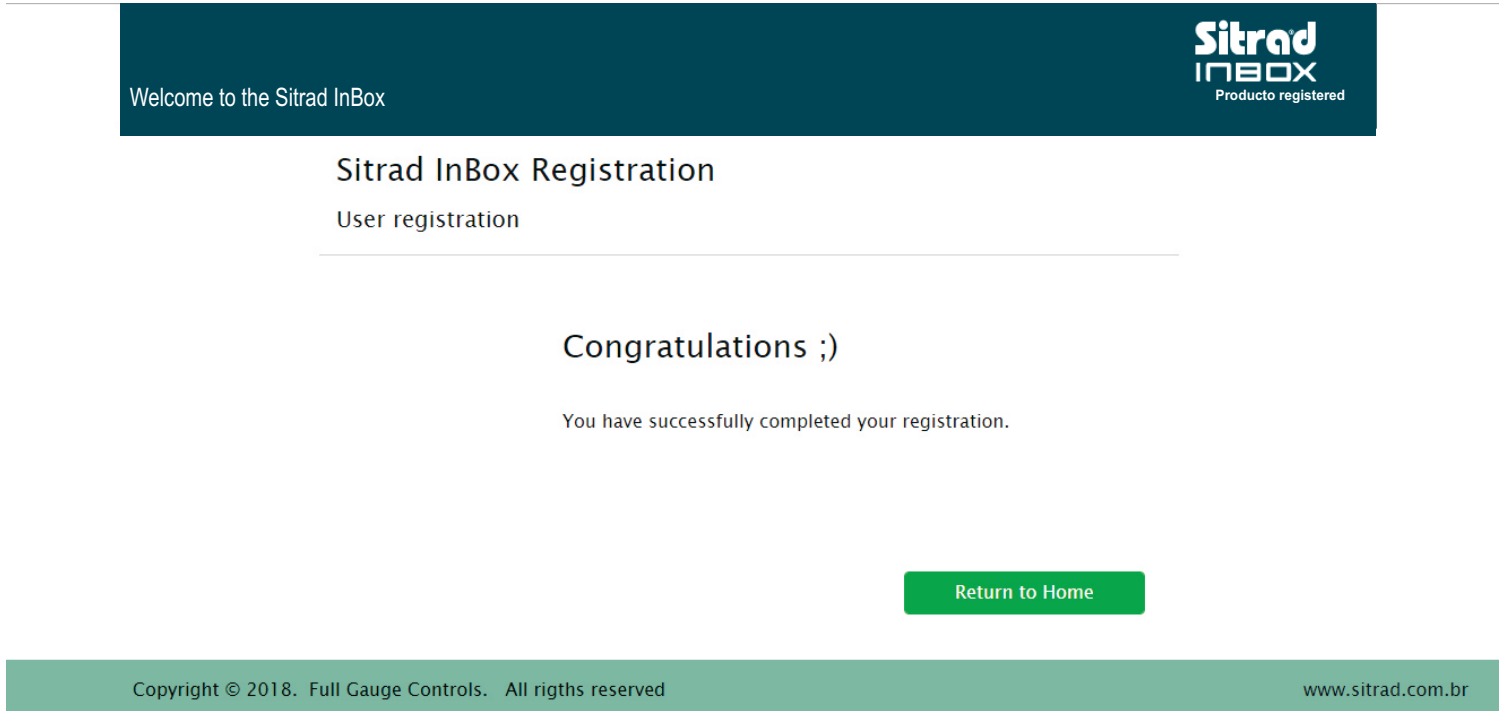 Sitrad®
INBOX
Welcome to the Sitrad InBox
Producto registered
Sitrad InBox Registration
User registration
Congratulations ;)
You have successfully completed your registration.
Return to Home
Copyright © 2018. Full Gauge Controls. All rigths reserved
www.sitrad.com.br